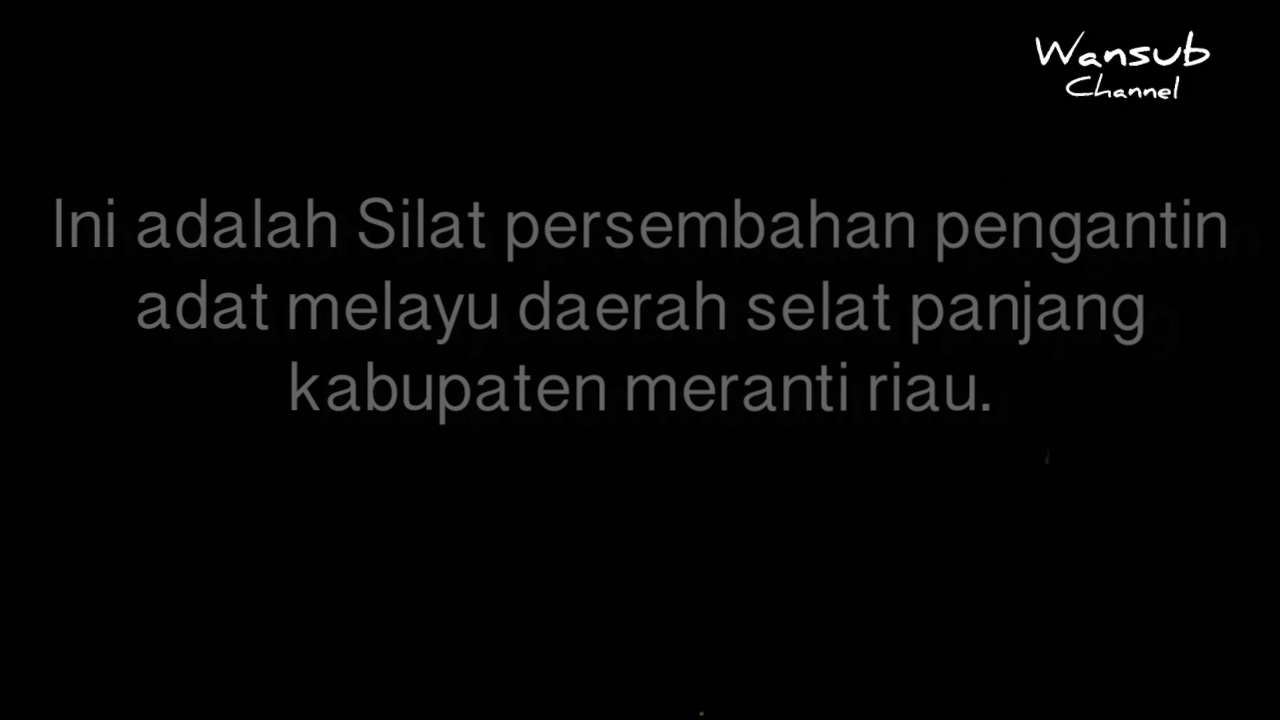 Wansub
Channel
Ini adalah Silat persembahan pengantin
adat melayu daerah selat panjang
kabupaten meranti riau.